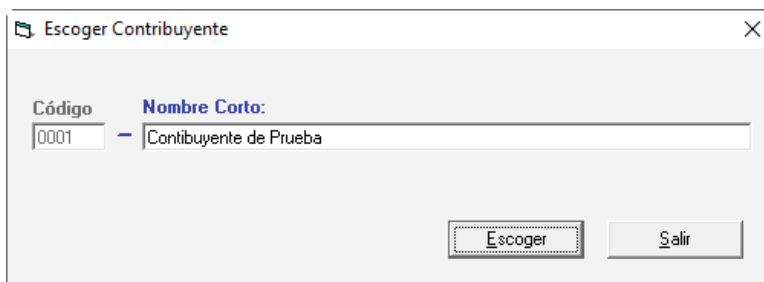 Escoger Contribuyente
Código Nombre Corto:
0001 – Contibuyente de Prueba
Escoger Salir